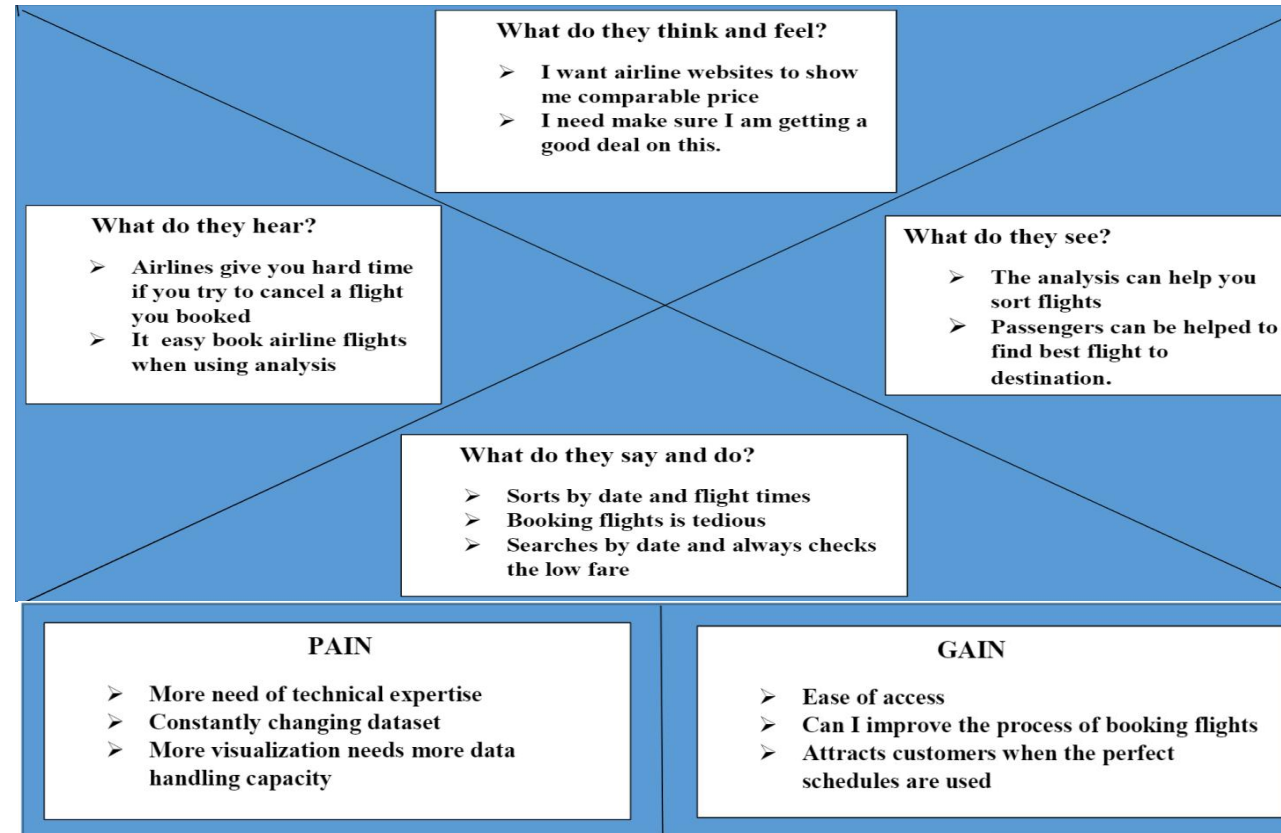 What do they think and feel?
➢ I want airline websites to show
me comparable price
➢ I need make sure I am getting a
good deal on this.
What do they hear?
➢ Airlines give you hard time
if you try to cancel a flight
you booked
➢ It easy book airline flights
when using analysis
What do they see?
➢ The analysis can help you
sort flights
➢ Passengers can be helped to
find best flight to
destination.
What do they say and do?
➢ Sorts by date and flight times
➢ Booking flights is tedious
➢ Searches by date and always checks
the low fare
PAIN
➢ More need of technical expertise
➢ Constantly changing dataset
➢ More visualization needs more data
handling capacity
GAIN
➢ Ease of access
➢ Can I improve the process of booking flights
➢ Attracts customers when the perfect
schedules are used